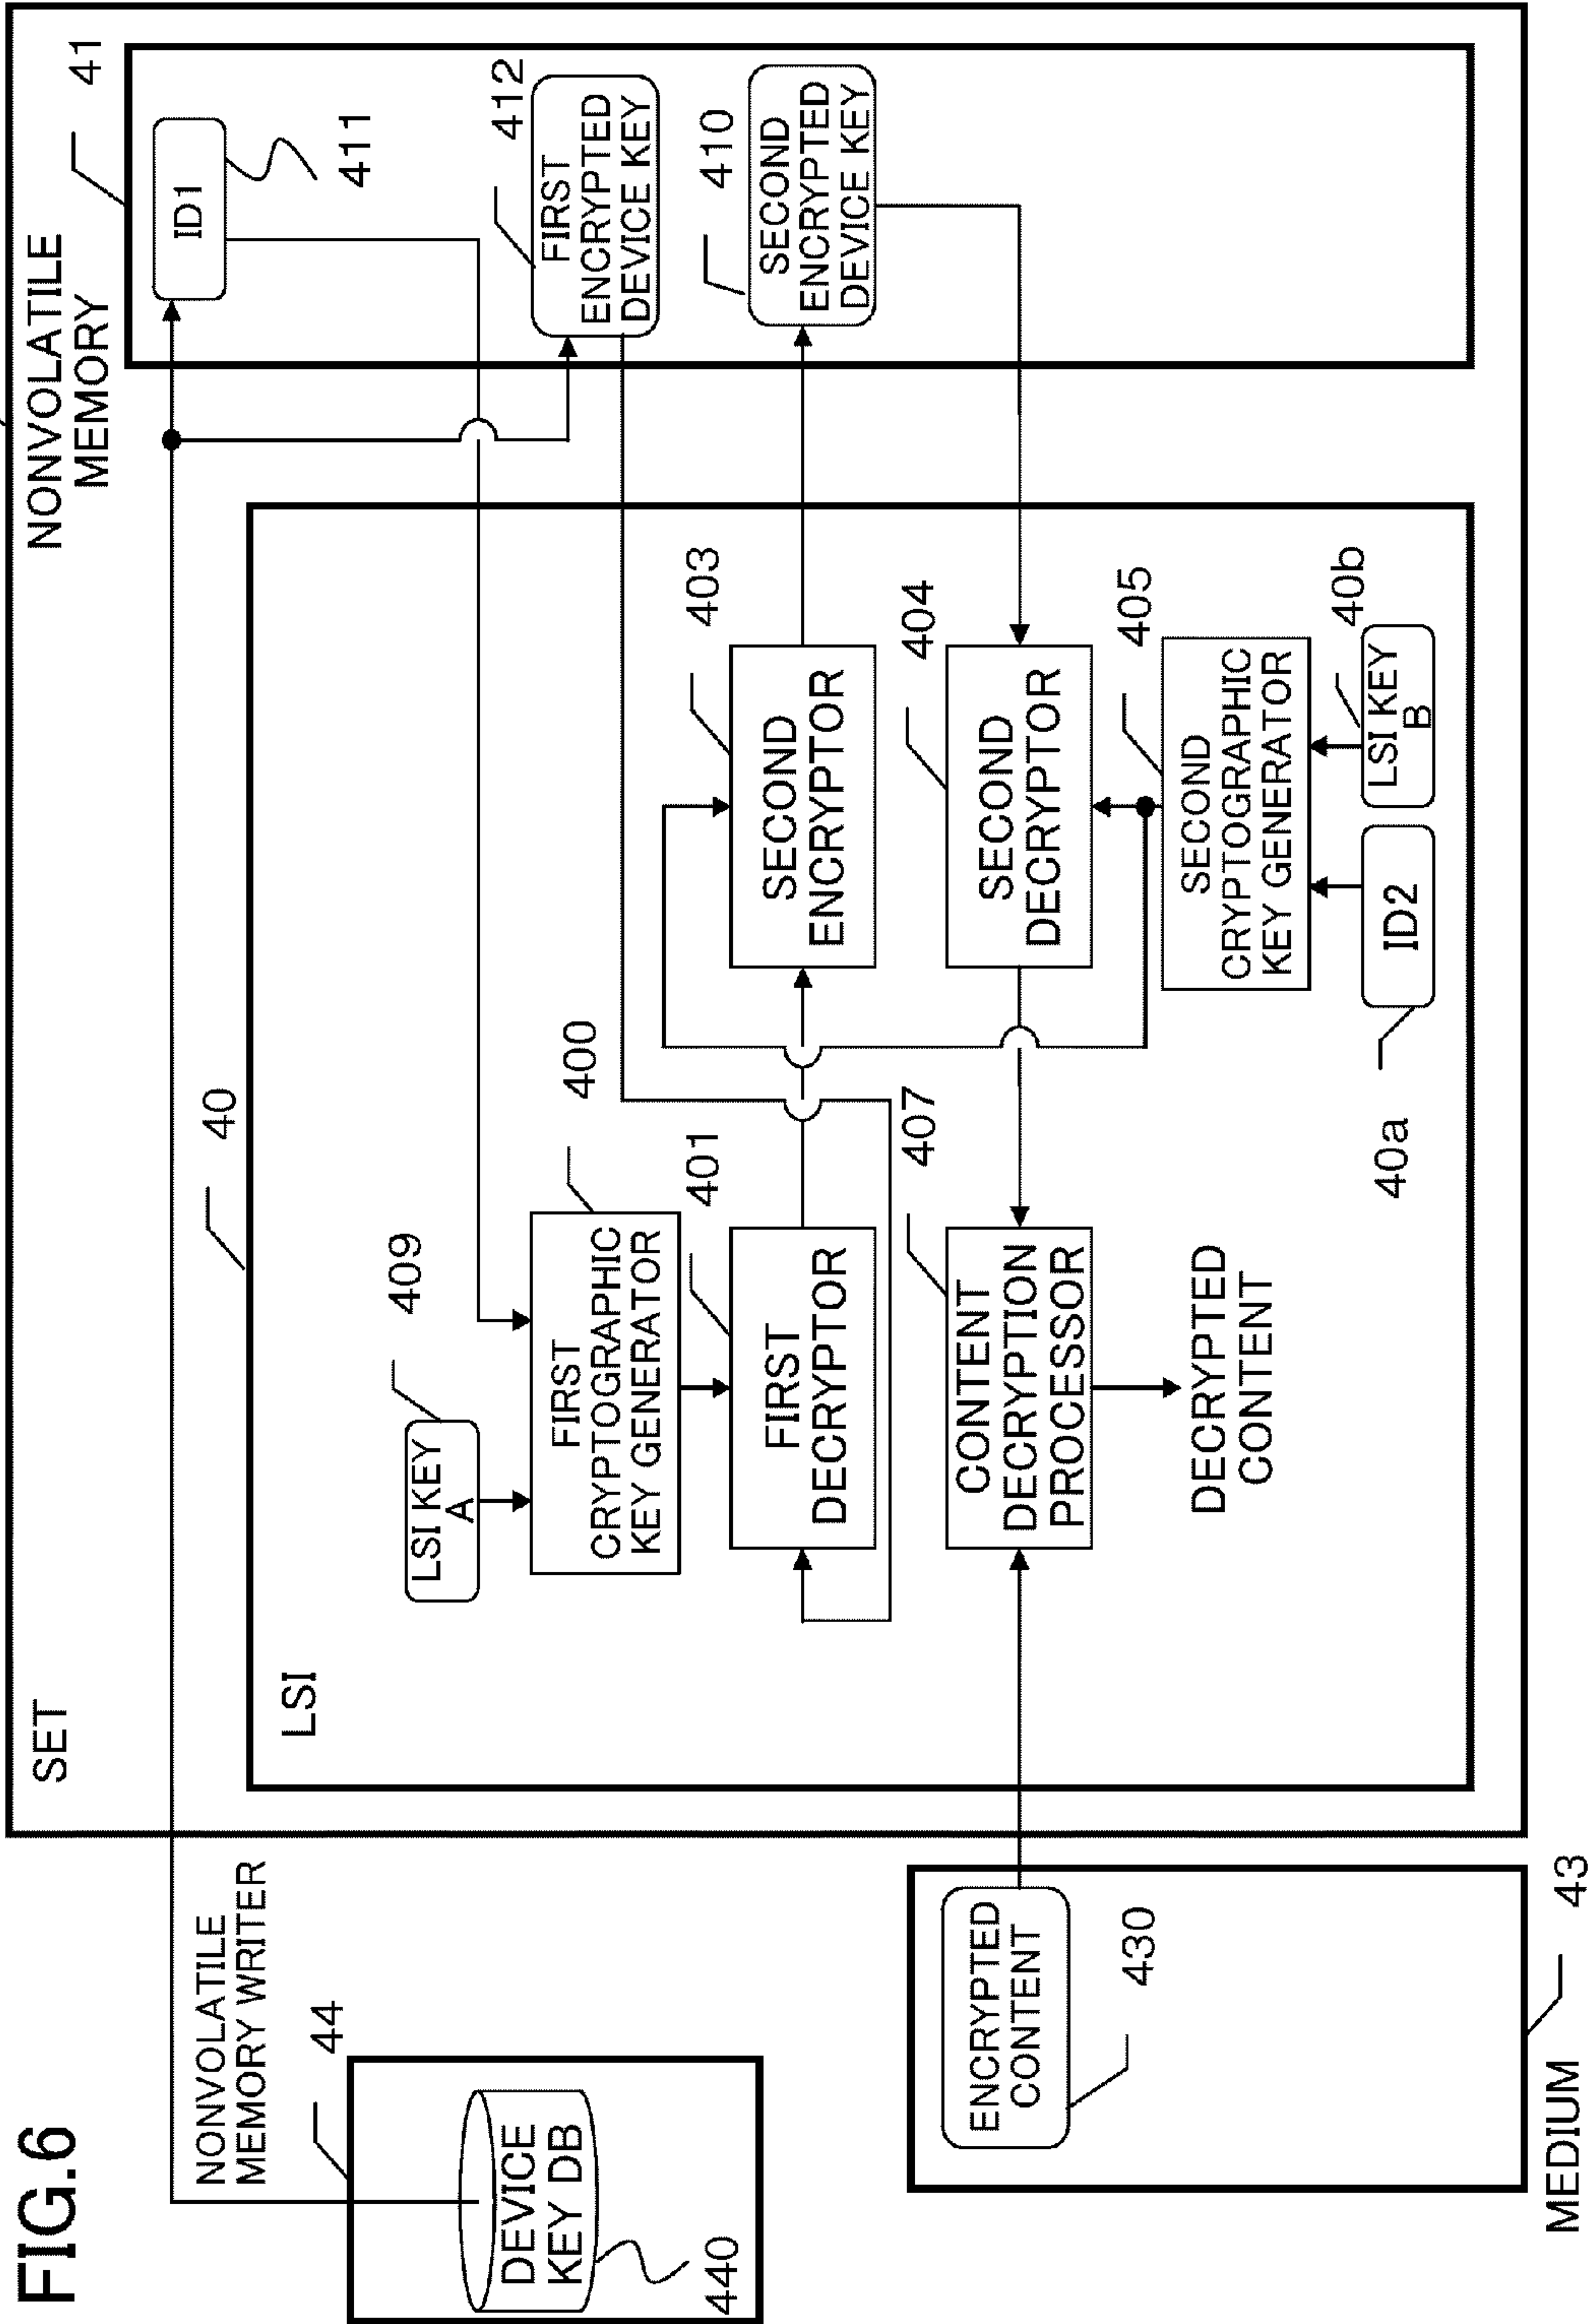 FIG.6
SET
NONVOLATILE
MEMORY
41
NONVOLATILE
MEMORY WRITER
44
DEVICE
KEY DB
440
40
LSI
ID1
411
409
LSI KEY
A
400
FIRST
CRYPTOGRAPHIC
KEY GENERATOR
412
FIRST
ENCRYPTED
DEVICE KEY
401
FIRST
DECRYPTOR
403
SECOND
ENCRYPTOR
410
SECOND
ENCRYPTED
DEVICE KEY
407
CONTENT
DECRYPTION
PROCESSOR
404
SECOND
DECRYPTOR
DECRYPTED
CONTENT
405
SECOND
CRYPTOGRAPHIC
KEY GENERATOR
40a
ID2
40b
LSI KEY
B
ENCRYPTED
CONTENT
430
MEDIUM
43